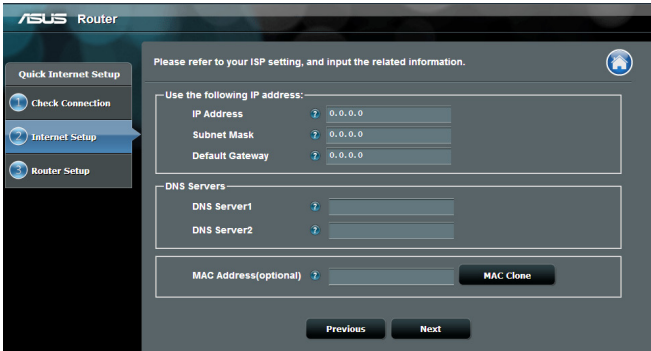 ASUS Router
Quick Internet Setup
1 Check Connection
2 Internet Setup
3 Router Setup
Please refer to your ISP setting, and input the related information.
Use the following IP address:
IP Address ? 0.0.0.0
Subnet Mask ? 0.0.0.0
Default Gateway ? 0.0.0.0
DNS Servers
DNS Server1 ?
DNS Server2 ?
MAC Address(optional) ? MAC Clone
Previous Next